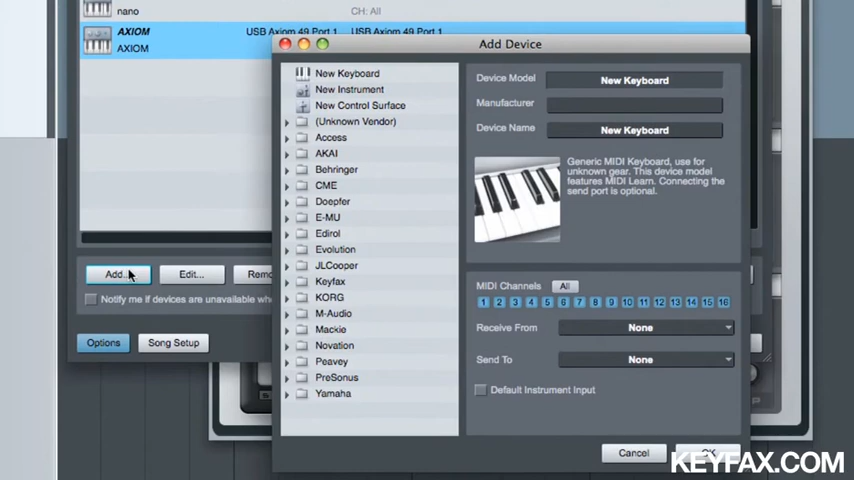 nano
CH: All
AXIOM
USB Axiom 49 Port 1
USB Axiom 49 Port 1
AXIOM
Add...
Edit...
Remo
Notify me if devices are unavailable whe
Options
Song Setup
Add Device
New Keyboard
New Instrument
New Control Surface
(Unknown Vendor)
Access
AKAI
Behringer
CME
Doepfer
E-MU
Edirol
Evolution
JLCooper
Keyfax
KORG
M-Audio
Mackie
Novation
Peavey
PreSonus
Yamaha
Device Model
New Keyboard
Manufacturer
Device Name
New Keyboard
Generic MIDI Keyboard, use for
unknown gear. This device model
features MIDI Learn. Connecting the
send port is optional.
MIDI Channels
All
1 2 3 4 5 6 7 8 9 10 11 12 13 14 15 16
Receive From
None
Send To
None
Default Instrument Input
Cancel
OK
KEYFAX.COM